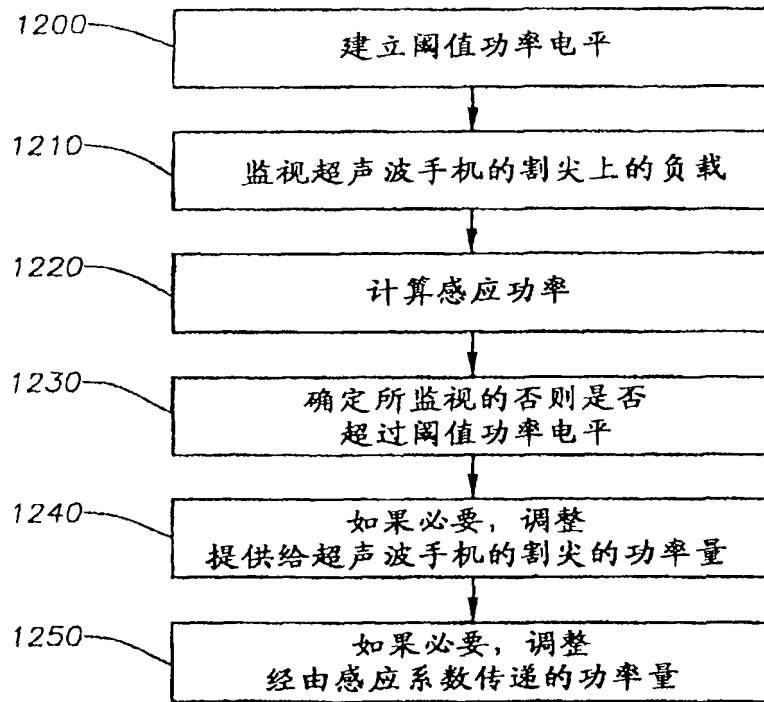 1200
建立阈值功率电平
1210
监视超声波手机的割尖上的负载
1220
计算感应功率
1230
确定所监视的否则是否
超过阈值功率电平
1240
如果必要，调整
提供给超声波手机的割尖的功率量
1250
如果必要，调整
经由感应系数传递的功率量